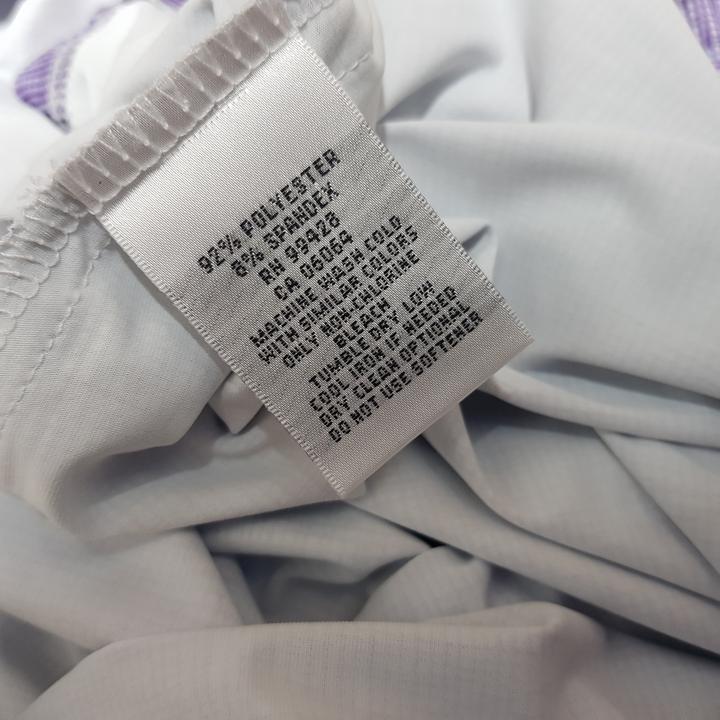 92% POLYESTER
8% SPANDEX
RN 99428
CA 06064
MACHINE WASH COLD
WITH SIMILAR COLORS
ONLY NON-CHLORINE
BLEACH
TUMBLE DRY LOW
COOL IRON IF NEEDED
DRY CLEAN OPTIONAL
DO NOT USE SOFTENER